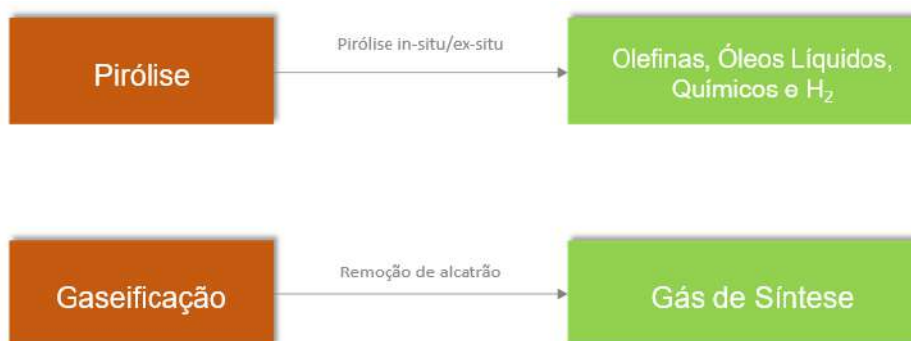 Pirólise
Pirólise in-situ/ex-situ
Olefinas, Óleos Líquidos,
Químicos e H₂
Gaseificação
Remoção de alcatrão
Gás de Síntese